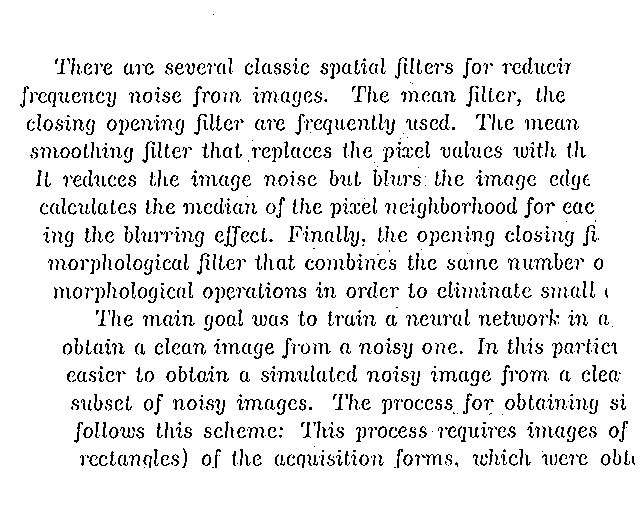 There are several classic spatial filters for
frequency noise from images. The mean filter, the
closing opening filter are frequently used. The mean
smoothing filter that replaces the pixel values with th
It reduces the image noise but blurs the image edge
calculates the median of the pixel neighborhood for eac
ing the blurring effect. Finally, the opening closing fi
morphological filter that combines the same number o
morphological operations in order to eliminate small
The main goal was to train a neural network in a
obtain a clean image from a noisy one. In this
easier to obtain a simulated noisy image from a clea
subset of noisy images. The process for obtaining si
follows this scheme: This process requires images of
rectangles) of the acquisition forms, which were